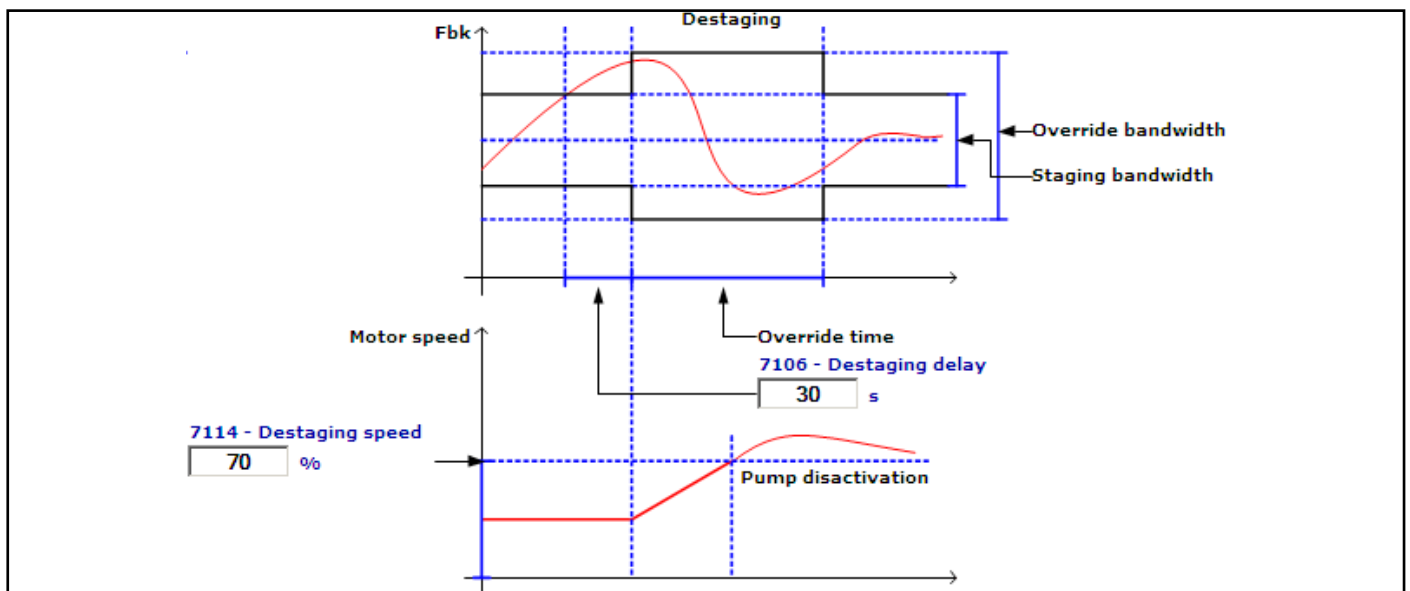 Destaging
Fbk
Override bandwidth
Staging bandwidth
Motor speed
Override time
7106 - Destaging delay
30 s
7114 - Destaging speed
70 %
Pump disactivation